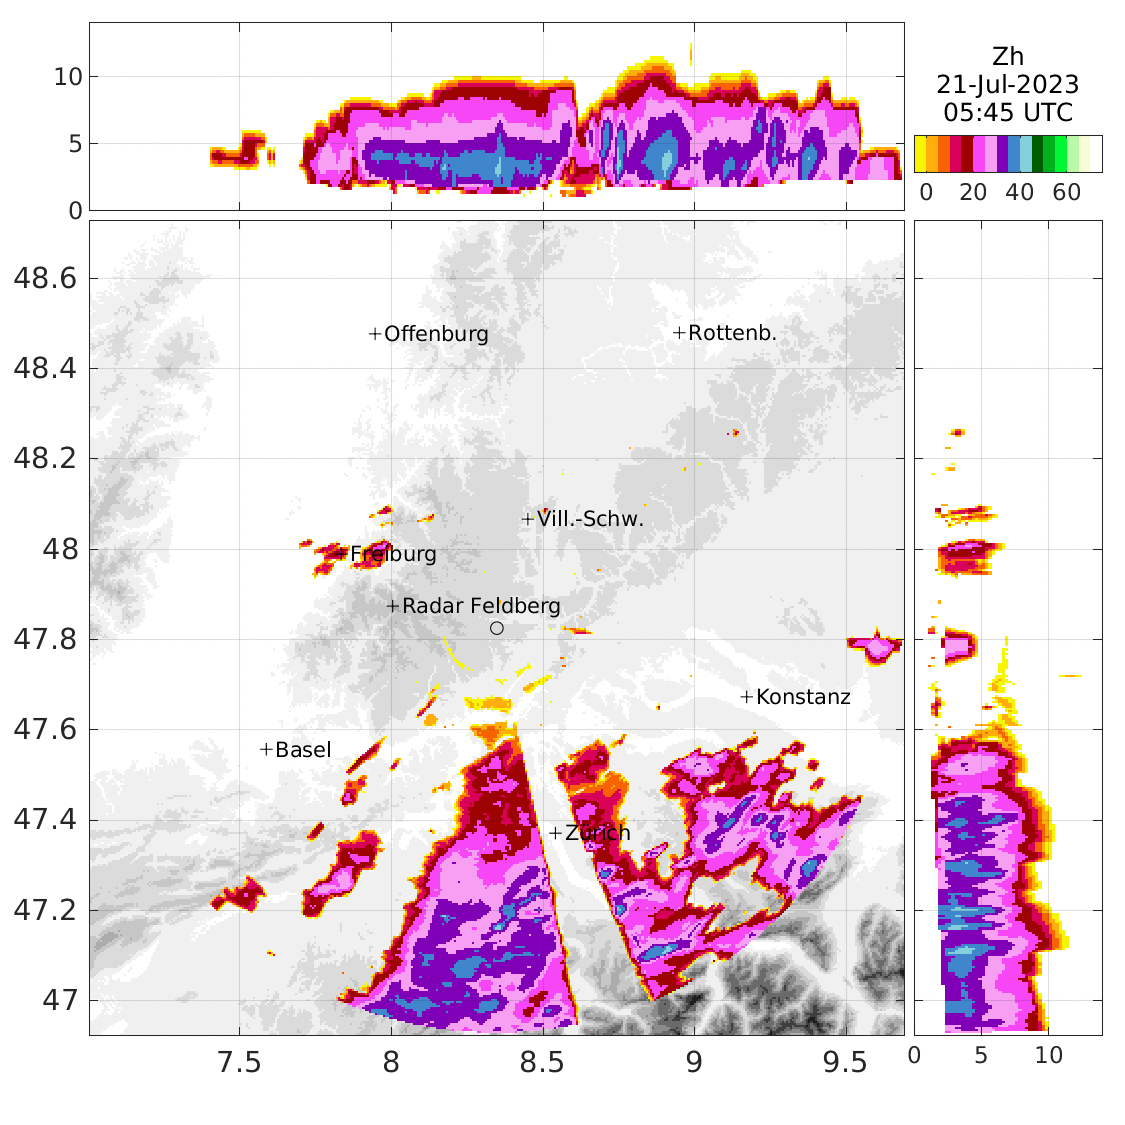 10
5
0
Zh
21-Jul-2023
05:45 UTC
0 20 40 60
48.6
48.4
48.2
48
47.8
47.6
47.4
47.2
47
+Offenburg
+Rottenb.
+Vill.-Schw.
+Freiburg
+Radar Feldberg
+Konstanz
+Basel
+Zürich
7.5 8 8.5 9 9.5
0 5 10